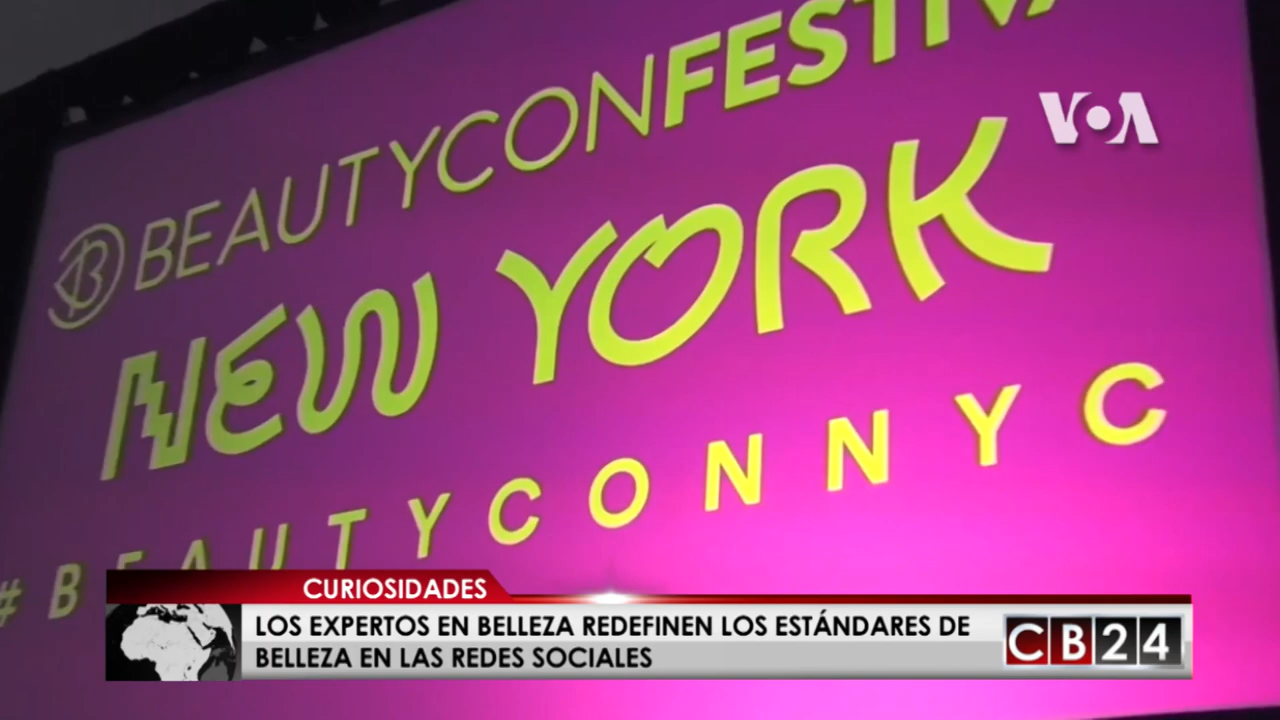 VOA
BEAUTYCONFESTIVA
NEW YORK
#BEAUTYCONNYC
CURIOSIDADES
LOS EXPERTOS EN BELLEZA REDEFINEN LOS ESTÁNDARES DE
BELLEZA EN LAS REDES SOCIALES
CB24